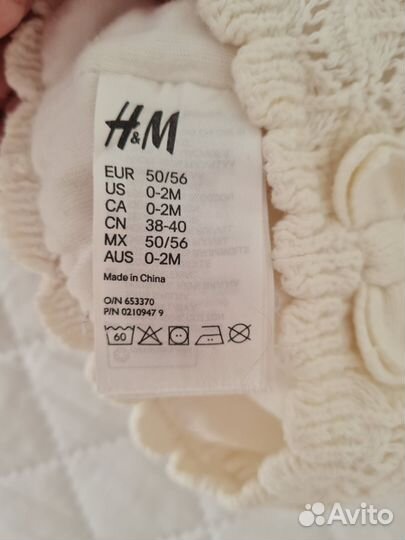 H&M
EUR 50/56
US 0-2M
CA 0-2M
CN 38-40
MX 50/56
AUS 0-2M
Made in China
O/N 653370
P/N 0210947 9
60
Avito